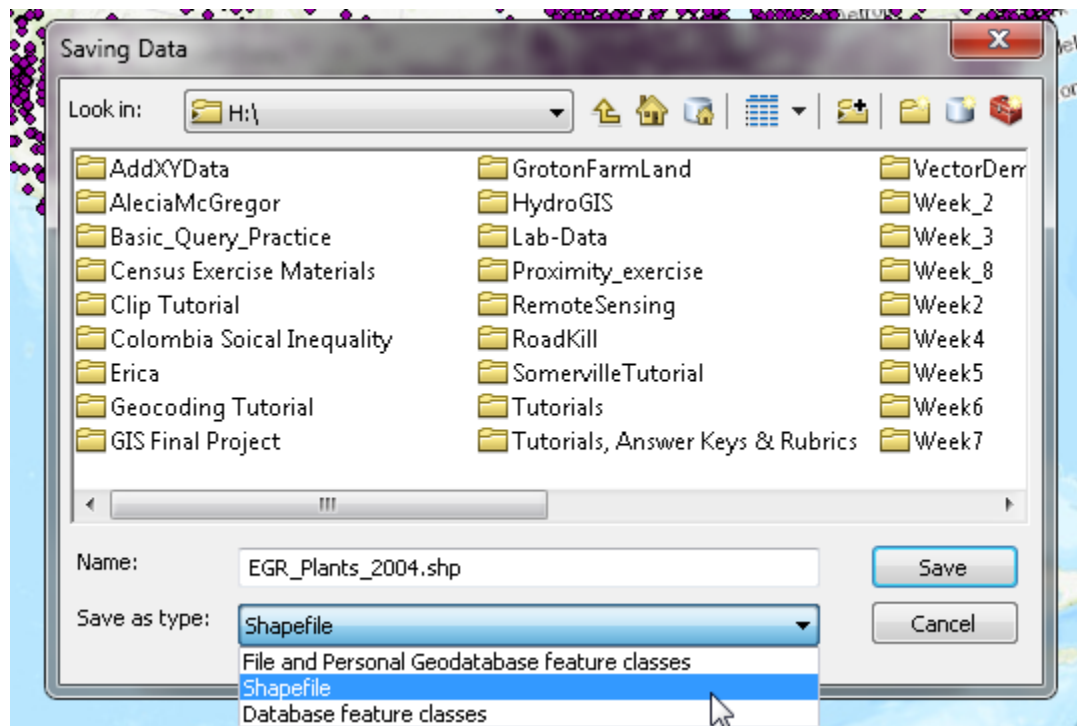 Saving Data
Look in:
H:\
AddXYData
AleciaMcGregor
Basic_Query_Practice
Census Exercise Materials
Clip Tutorial
Colombia Soical Inequality
Erica
Geocoding Tutorial
GIS Final Project
GrotonFarmLand
HydroGIS
Lab-Data
Proximity_exercise
RemoteSensing
RoadKill
SomervilleTutorial
Tutorials
Tutorials, Answer Keys & Rubrics
VectorDem
Week_2
Week_3
Week_8
Week2
Week4
Week5
Week6
Week7
Name:
EGR_Plants_2004.shp
Save
Save as type:
Shapefile
Cancel
File and Personal Geodatabase feature classes
Shapefile
Database feature classes